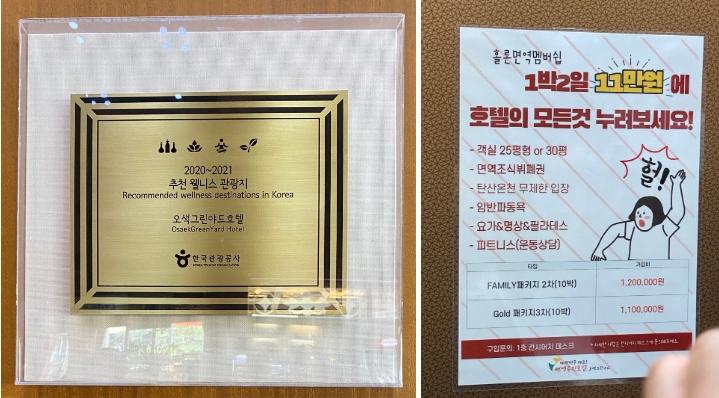 2020~2021
추천 웰니스 관광지
Recommended wellness destinations in Korea
오색그린야드호텔
OsaekGreenYard Hotel
한국관광공사
KOREA TOURISM ORGANIZATION
홀론면역멤버십
1박2일 11만원에
호텔의 모든것 누려보세요!
- 객실 25평형 or 30평
- 면역조식뷔페권
- 탄산온천 무제한 입장
- 암반파동욕
- 요가&명상&필라테스
- 피트니스(운동상담)
헐!
타입 가입비
FAMILY패키지 2차(10박) 1,200,000원
Gold 패키지3차(10박) 1,100,000원
구입문의: 1층 컨시어지 데스크